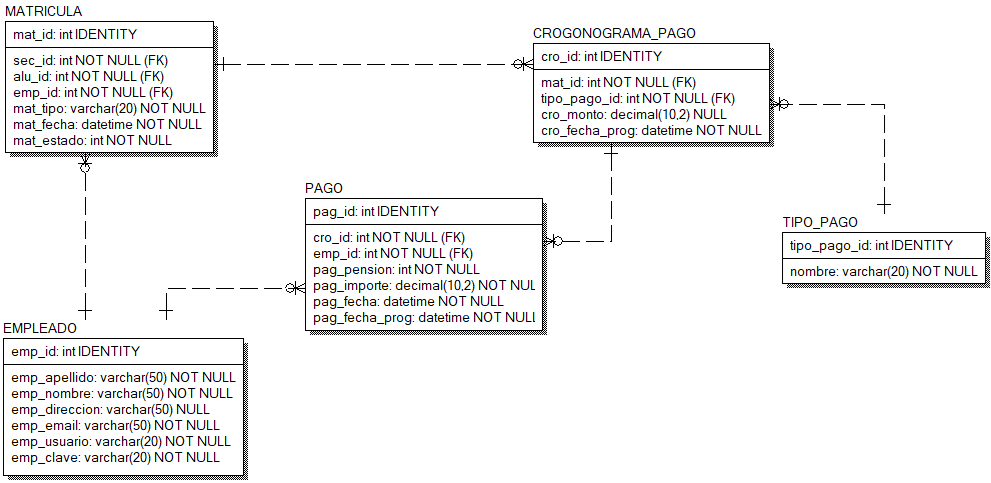 MATRICULA
mat_id: int IDENTITY
sec_id: int NOT NULL (FK)
alu_id: int NOT NULL (FK)
emp_id: int NOT NULL (FK)
mat_tipo: varchar(20) NOT NULL
mat_fecha: datetime NOT NULL
mat_estado: int NOT NULL
CROGONOGRAMA_PAGO
cro_id: int IDENTITY
mat_id: int NOT NULL (FK)
tipo_pago_id: int NOT NULL (FK)
cro_monto: decimal(10,2) NULL
cro_fecha_prog: datetime NOT NULL
PAGO
pag_id: int IDENTITY
cro_id: int NOT NULL (FK)
emp_id: int NOT NULL (FK)
pag_pension: int NOT NULL
pag_importe: decimal(10,2) NOT NUL
pag_fecha: datetime NOT NULL
pag_fecha_prog: datetime NOT NUL
TIPO_PAGO
tipo_pago_id: int IDENTITY
nombre: varchar(20) NOT NULL
EMPLEADO
emp_id: int IDENTITY
emp_apellido: varchar(50) NOT NULL
emp_nombre: varchar(50) NOT NULL
emp_direccion: varchar(50) NULL
emp_email: varchar(50) NOT NULL
emp_usuario: varchar(20) NOT NULL
emp_clave: varchar(20) NOT NULL